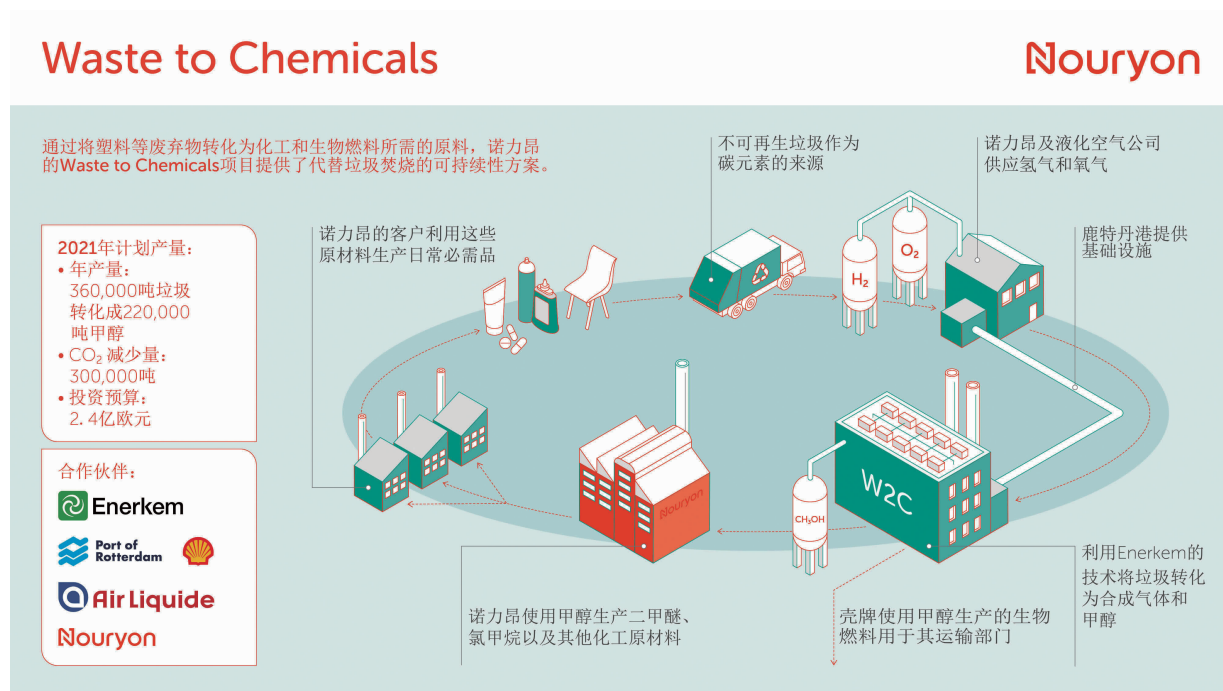 Waste to Chemicals
Nouryon
通过将塑料等废弃物转化为化工和生物燃料所需的原料，诺力昂
的Waste to Chemicals项目提供了代替垃圾焚烧的可持续性方案。
2021年计划产量：
• 年产量：
360,000吨垃圾
转化成220,000
吨甲醇
• CO₂ 减少量：
300,000吨
• 投资预算：
2. 4亿欧元
合作伙伴：
Enerkem
Port of
Rotterdam
Air Liquide
Nouryon
诺力昂的客户利用这些
原材料生产日常必需品
不可再生垃圾作为
碳元素的来源
诺力昂及液化空气公司
供应氢气和氧气
鹿特丹港提供
基础设施
H₂
O₂
W2C
CH₃OH
Nouryon
诺力昂使用甲醇生产二甲醚、
氯甲烷以及其他化工原材料
壳牌使用甲醇生产的生物
燃料用于其运输部门
利用Enerkem的
技术将垃圾转化
为合成气体和
甲醇